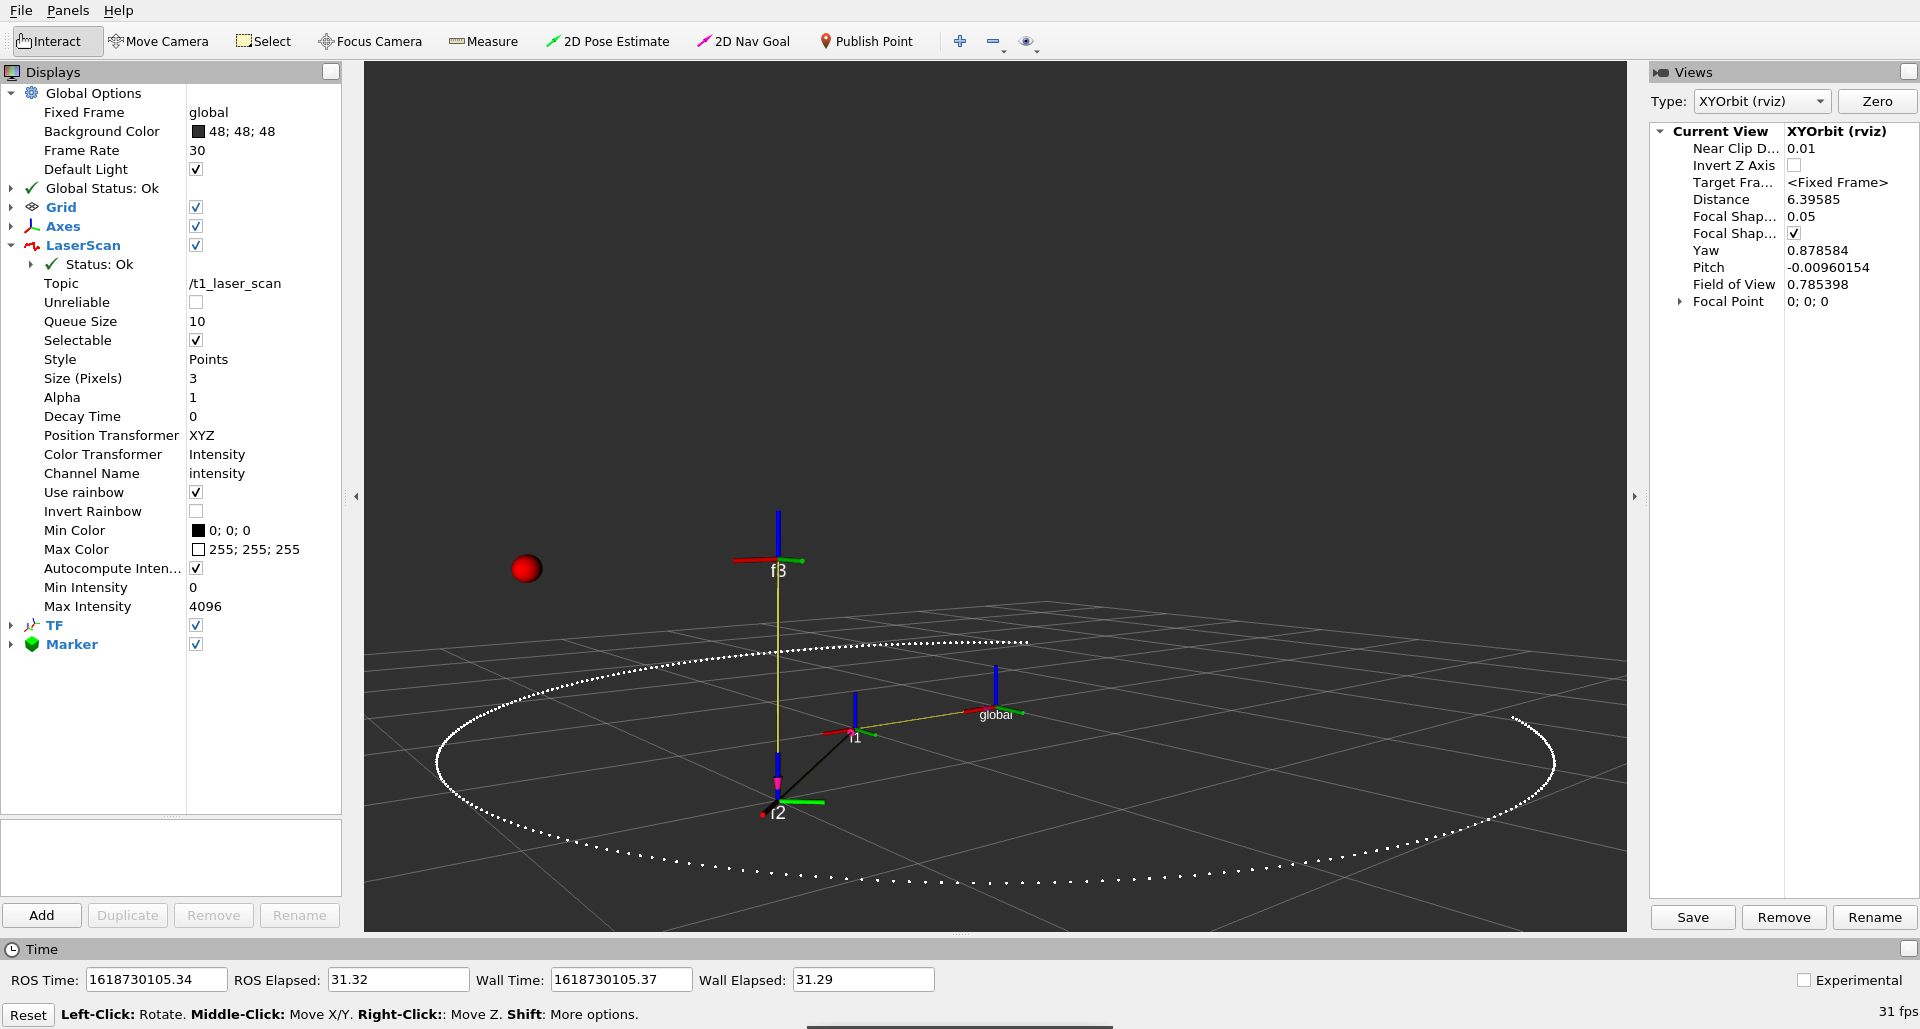 File Panels Help
Interact Move Camera Select Focus Camera Measure 2D Pose Estimate 2D Nav Goal Publish Point
Displays
Global Options
Fixed Frame global
Background Color 48; 48; 48
Frame Rate 30
Default Light
Global Status: Ok
Grid
Axes
LaserScan
Status: Ok
Topic /t1_laser_scan
Unreliable
Queue Size 10
Selectable
Style Points
Size (Pixels) 3
Alpha 1
Decay Time 0
Position Transformer XYZ
Color Transformer Intensity
Channel Name intensity
Use rainbow
Invert Rainbow
Min Color 0; 0; 0
Max Color 255; 255; 255
Autocompute Inten...
Min Intensity 0
Max Intensity 4096
TF
Marker
Add Duplicate Remove Rename
f3
global
f1
f2
Views
Type: XYOrbit (rviz) Zero
Current View XYOrbit (rviz)
Near Clip D... 0.01
Invert Z Axis
Target Fra... <Fixed Frame>
Distance 6.39585
Focal Shap... 0.05
Focal Shap...
Yaw 0.878584
Pitch -0.00960154
Field of View 0.785398
Focal Point 0; 0; 0
Save Remove Rename
Time
ROS Time: 1618730105.34 ROS Elapsed: 31.32 Wall Time: 1618730105.37 Wall Elapsed: 31.29 Experimental
Reset Left-Click: Rotate. Middle-Click: Move X/Y. Right-Click:: Move Z. Shift: More options. 31 fps